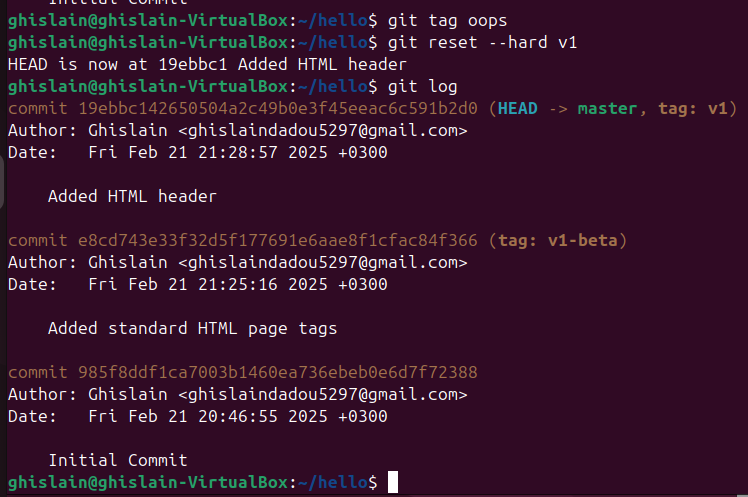 Initial Commit
ghislain@ghislain-VirtualBox:~/hello$ git tag oops
ghislain@ghislain-VirtualBox:~/hello$ git reset --hard v1
HEAD is now at 19ebbc1 Added HTML header
ghislain@ghislain-VirtualBox:~/hello$ git log
commit 19ebbc142650504a2c49b0e3f45eeac6c591b2d0 (HEAD -> master, tag: v1)
Author: Ghislain <ghislaindadou5297@gmail.com>
Date:   Fri Feb 21 21:28:57 2025 +0300
    Added HTML header
commit e8cd743e33f32d5f177691e6aae8f1cfac84f366 (tag: v1-beta)
Author: Ghislain <ghislaindadou5297@gmail.com>
Date:   Fri Feb 21 21:25:16 2025 +0300
    Added standard HTML page tags
commit 985f8ddf1ca7003b1460ea736ebeb0e6d7f72388
Author: Ghislain <ghislaindadou5297@gmail.com>
Date:   Fri Feb 21 20:46:55 2025 +0300
    Initial Commit
ghislain@ghislain-VirtualBox:~/hello$